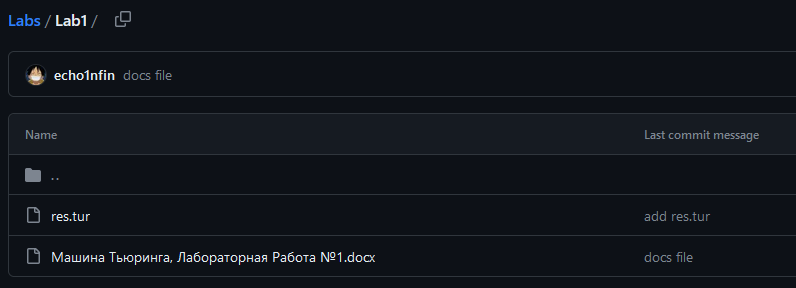 Labs / Lab1 /
echo1nfin docs file
Name Last commit message
..
res.tur add res.tur
Машина Тьюринга, Лабораторная Работа №1.docx docs file